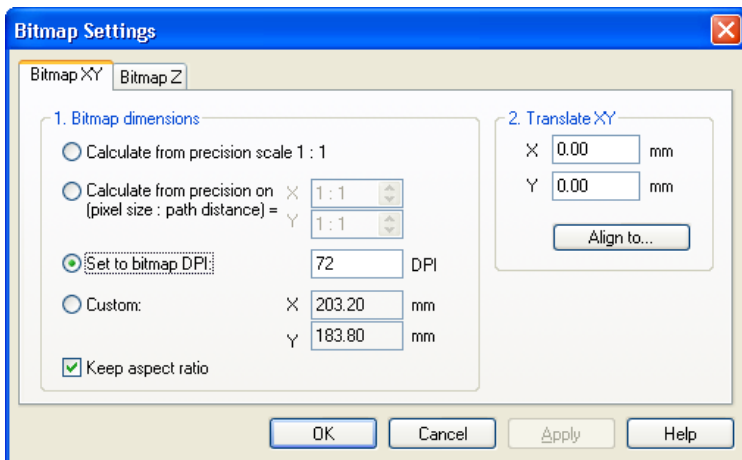 Bitmap Settings
Bitmap XY
Bitmap Z
1. Bitmap dimensions
Calculate from precision scale 1 : 1
Calculate from precision on
(pixel size : path distance) =
X 1 : 1
Y 1 : 1
Set to bitmap DPI:
72 DPI
Custom:
X 203.20 mm
Y 183.80 mm
Keep aspect ratio
2. Translate XY
X 0.00 mm
Y 0.00 mm
Align to...
OK
Cancel
Apply
Help